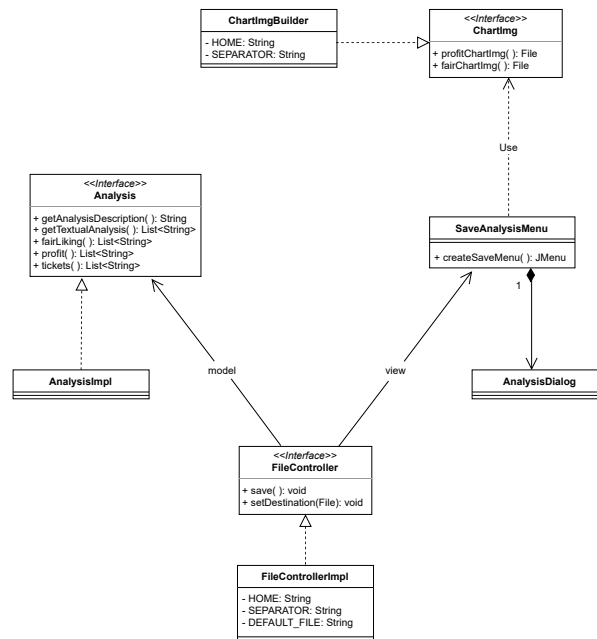 ChartImgBuilder
- HOME: String
- SEPARATOR: String
<<Interface>>
ChartImg
+ profitChartImg( ): File
+ fairChartImg( ): File
Use
<<Interface>>
Analysis
+ getAnalysisDescription( ): String
+ getTextualAnalysis( ): List<String>
+ fairLiking( ): List<String>
+ profit( ): List<String>
+ tickets( ): List<String>
SaveAnalysisMenu
+ createSaveMenu( ): JMenu
1
model
view
AnalysisImpl
AnalysisDialog
<<Interface>>
FileController
+ save( ): void
+ setDestination(File): void
FileControllerImpl
- HOME: String
- SEPARATOR: String
- DEFAULT_FILE: String